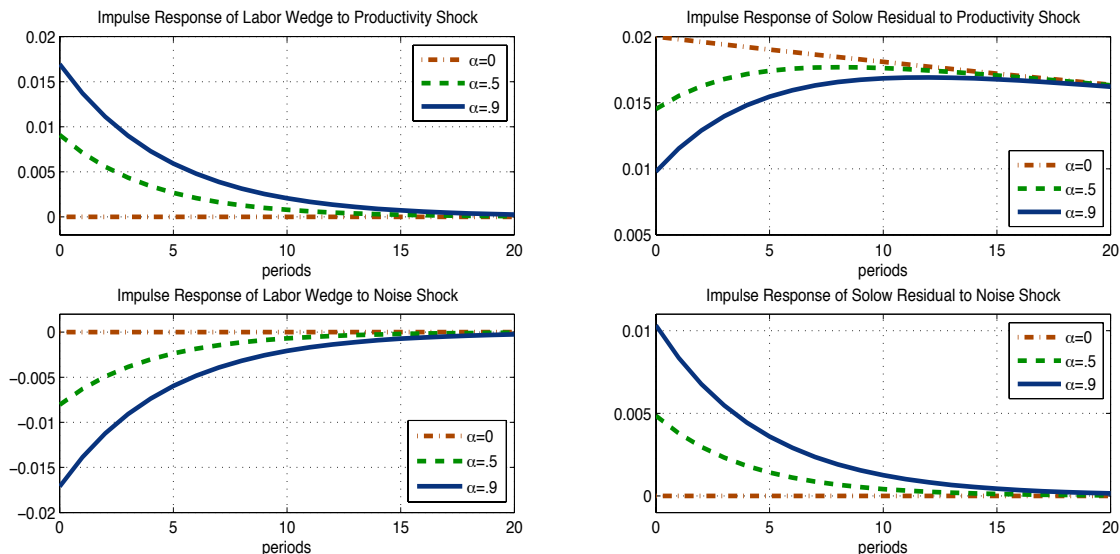 Impulse Response of Labor Wedge to Productivity Shock
0.02
0.015
0.01
0.005
0
α=0
α=.5
α=.9
0
5
10
15
20
periods
Impulse Response of Solow Residual to Productivity Shock
0.02
0.015
0.01
0.005
α=0
α=.5
α=.9
0
5
10
15
20
periods
Impulse Response of Labor Wedge to Noise Shock
0
−0.005
−0.01
−0.015
−0.02
α=0
α=.5
α=.9
0
5
10
15
20
periods
Impulse Response of Solow Residual to Noise Shock
0.01
0.005
0
α=0
α=.5
α=.9
0
5
10
15
20
periods